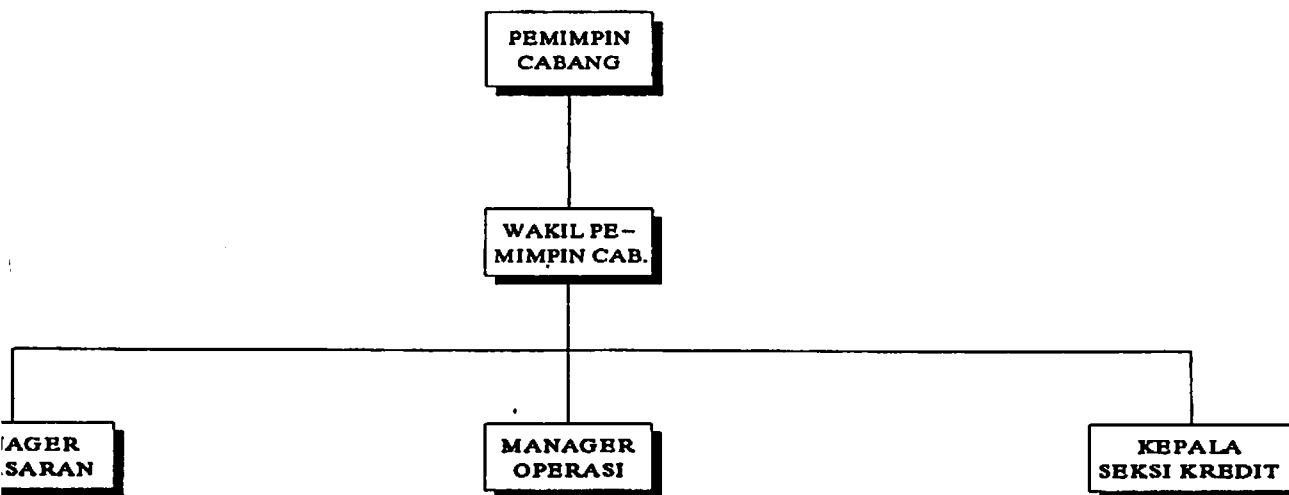 PEMIMPIN
CABANG
WAKIL PE-
MIMPIN CAB.
MANAGER
OPERASI
KEPALA
SEKSI KREDIT